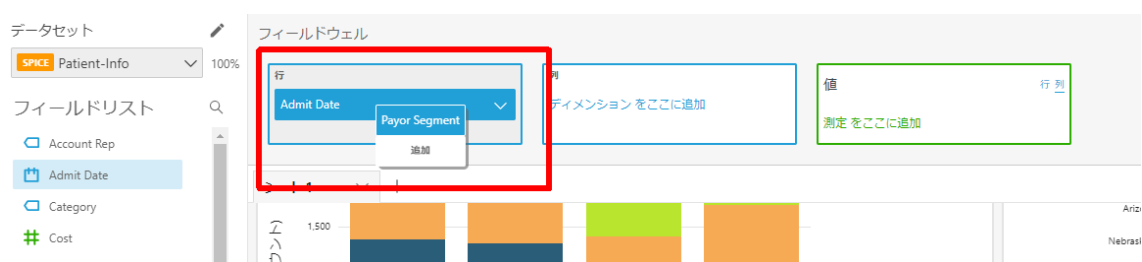 データセット
SPICE Patient-Info
100%
フィールドリスト
Account Rep
Admit Date
Category
Cost
フィールドウェル
行
Admit Date
Payor Segment
追加
列
ディメンション をここに追加
値
行 列
測定 をここに追加
1,500